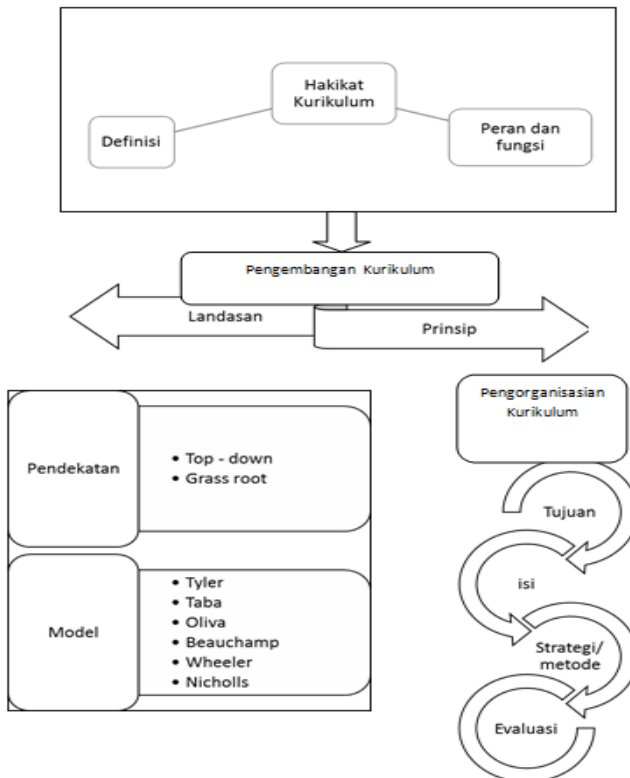 Hakikat
Kurikulum
Definisi
Peran dan
fungsi
Pengembangan Kurikulum
Landasan
Prinsip
Pendekatan
• Top - down
• Grass root
Model
• Tyler
• Taba
• Oliva
• Beauchamp
• Wheeler
• Nicholls
Pengorganisasian
Kurikulum
Tujuan
isi
Strategi/
metode
Evaluasi